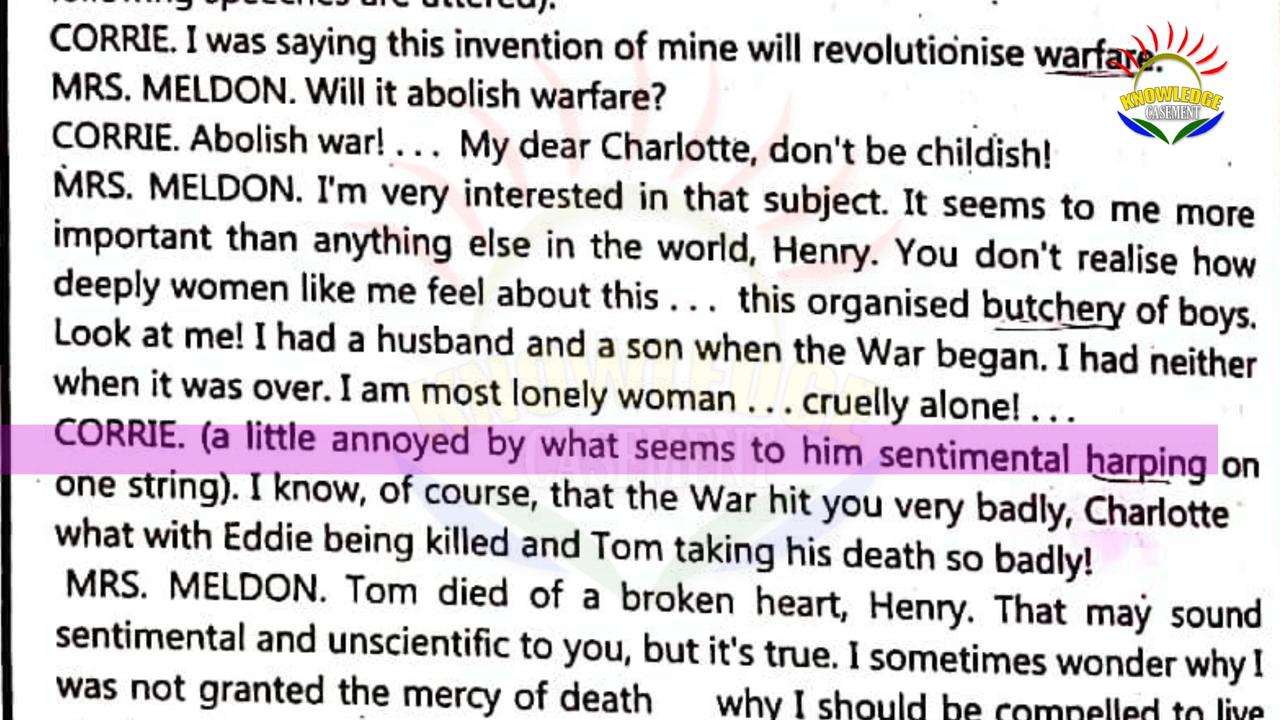 following speeches are uttered).
CORRIE. I was saying this invention of mine will revolutionise warfare.
MRS. MELDON. Will it abolish warfare?
CORRIE. Abolish war! . . . My dear Charlotte, don't be childish!
MRS. MELDON. I'm very interested in that subject. It seems to me more
important than anything else in the world, Henry. You don't realise how
deeply women like me feel about this . . . this organised butchery of boys.
Look at me! I had a husband and a son when the War began. I had neither
when it was over. I am most lonely woman . . . cruelly alone! . . .
CORRIE. (a little annoyed by what seems to him sentimental harping on
one string). I know, of course, that the War hit you very badly, Charlotte
what with Eddie being killed and Tom taking his death so badly!
MRS. MELDON. Tom died of a broken heart, Henry. That may sound
sentimental and unscientific to you, but it's true. I sometimes wonder why I
was not granted the mercy of death why I should be compelled to live
KNOWLEDGE
CASEMENT
KNOWLEDGE
CASEMENT